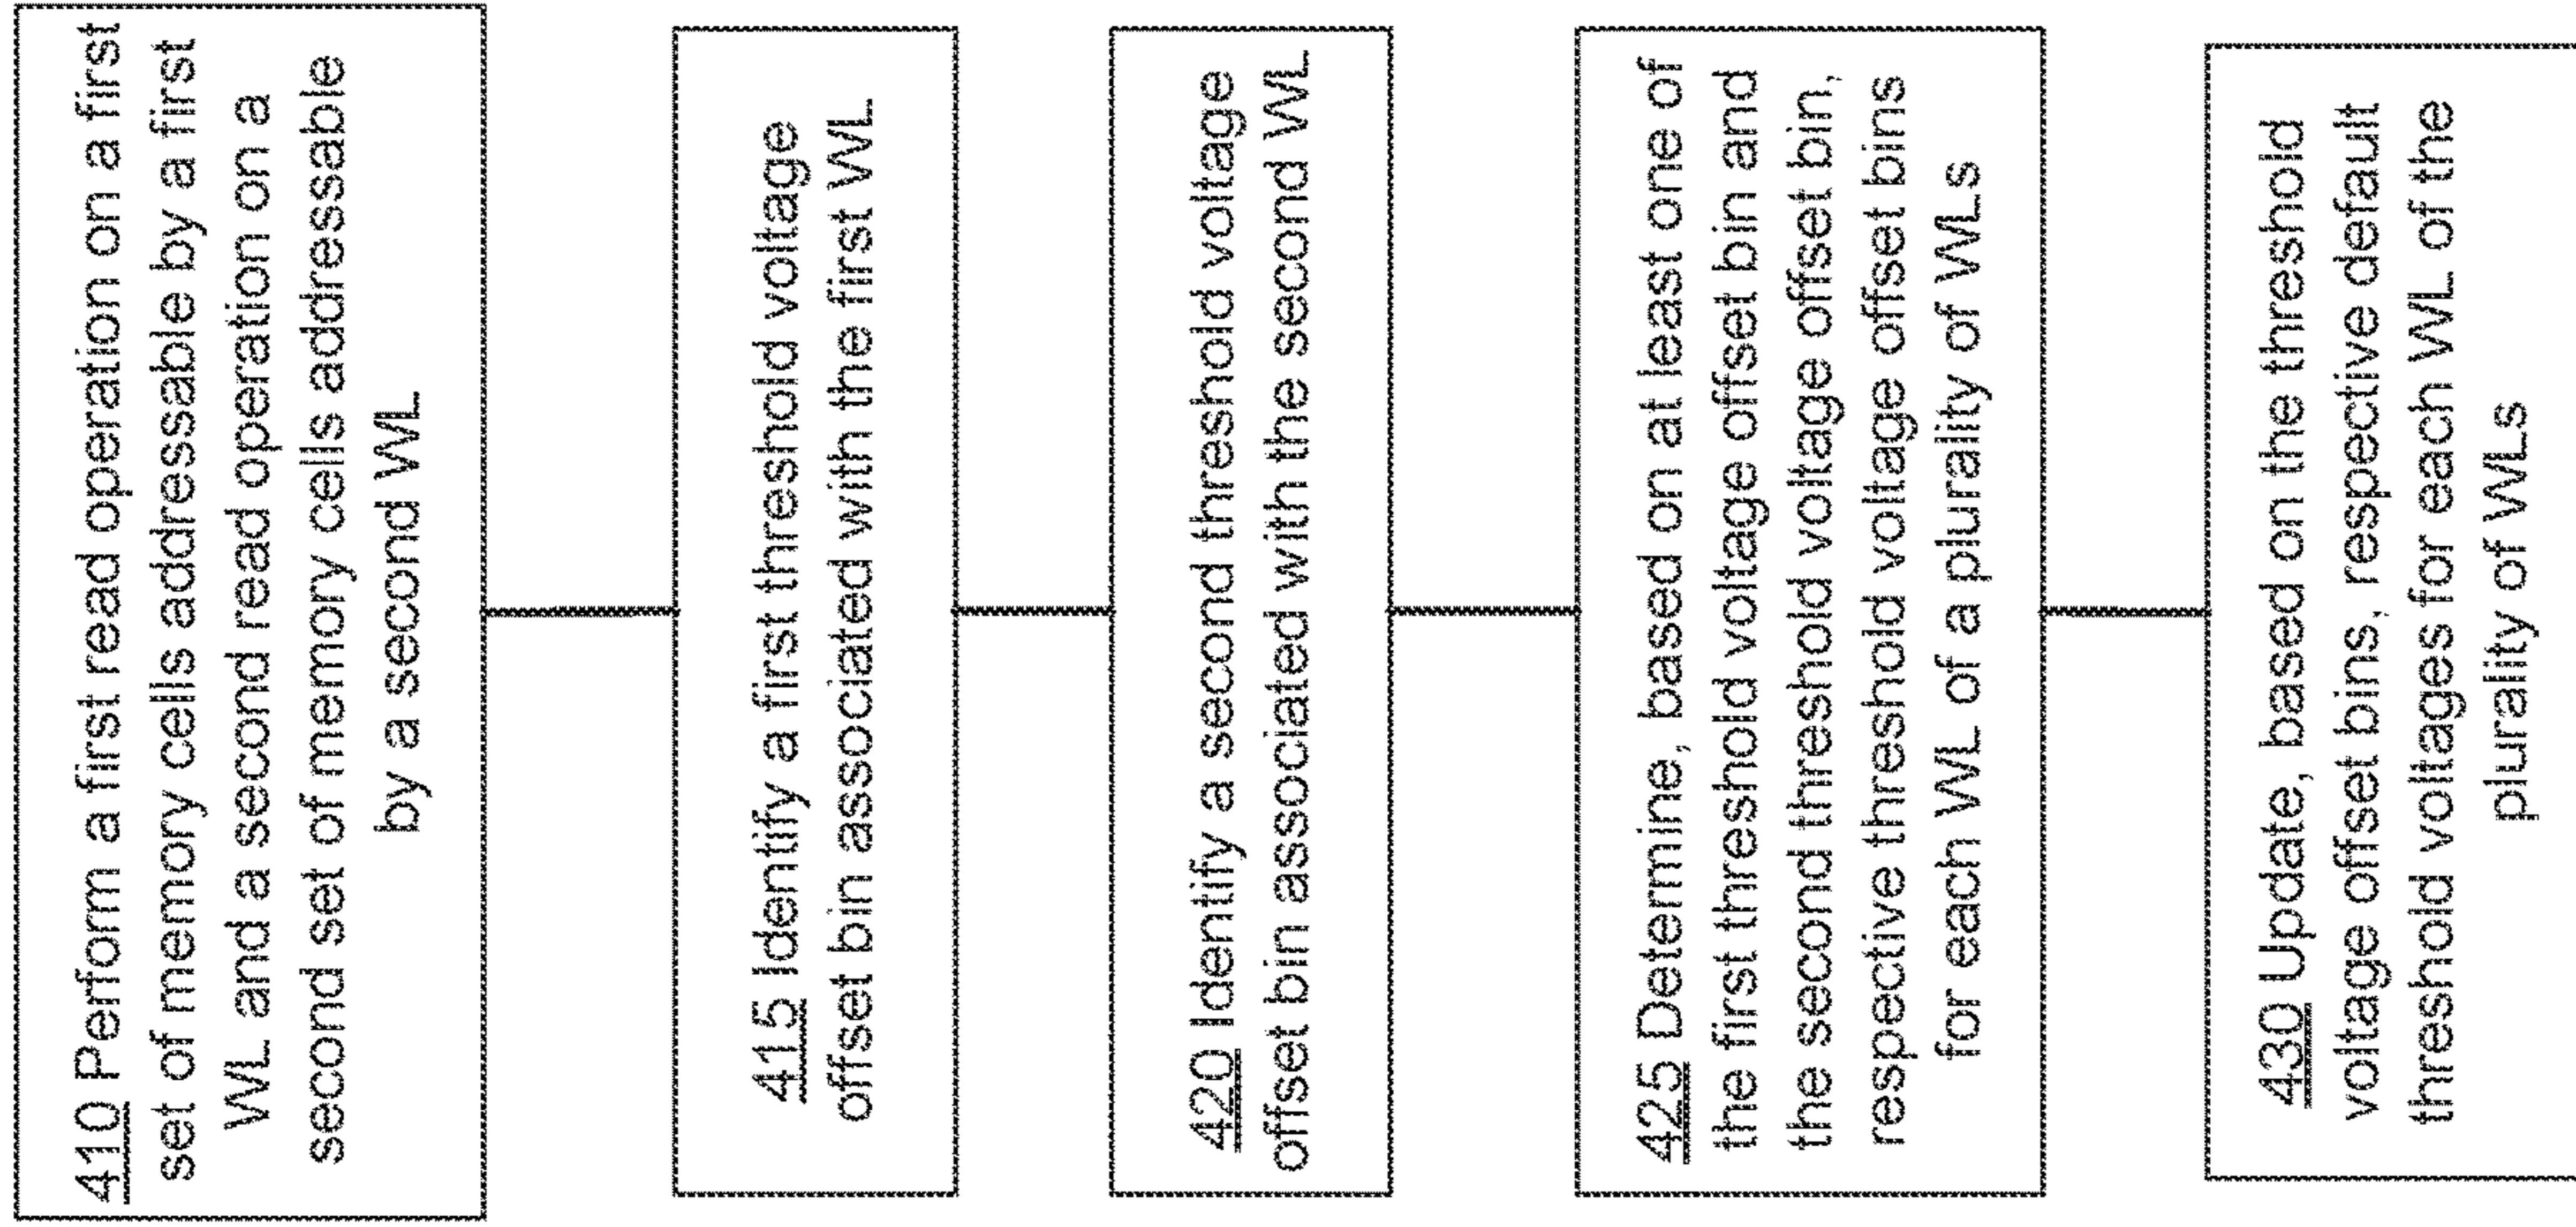 410 Perform a first read operation on a first
set of memory cells addressable by a first
WL and a second read operation on a
second set of memory cells addressable
by a second WL
415 Identify a first threshold voltage
offset bin associated with the first WL
420 Identify a second threshold voltage
offset bin associated with the second WL
425 Determine, based on at least one of
the first threshold voltage offset bin and
the second threshold voltage offset bin,
respective threshold voltage offset bins
for each WL of a plurality of WLs
430 Update, based on the threshold
voltage offset bins, respective default
threshold voltages for each WL of the
plurality of WLs